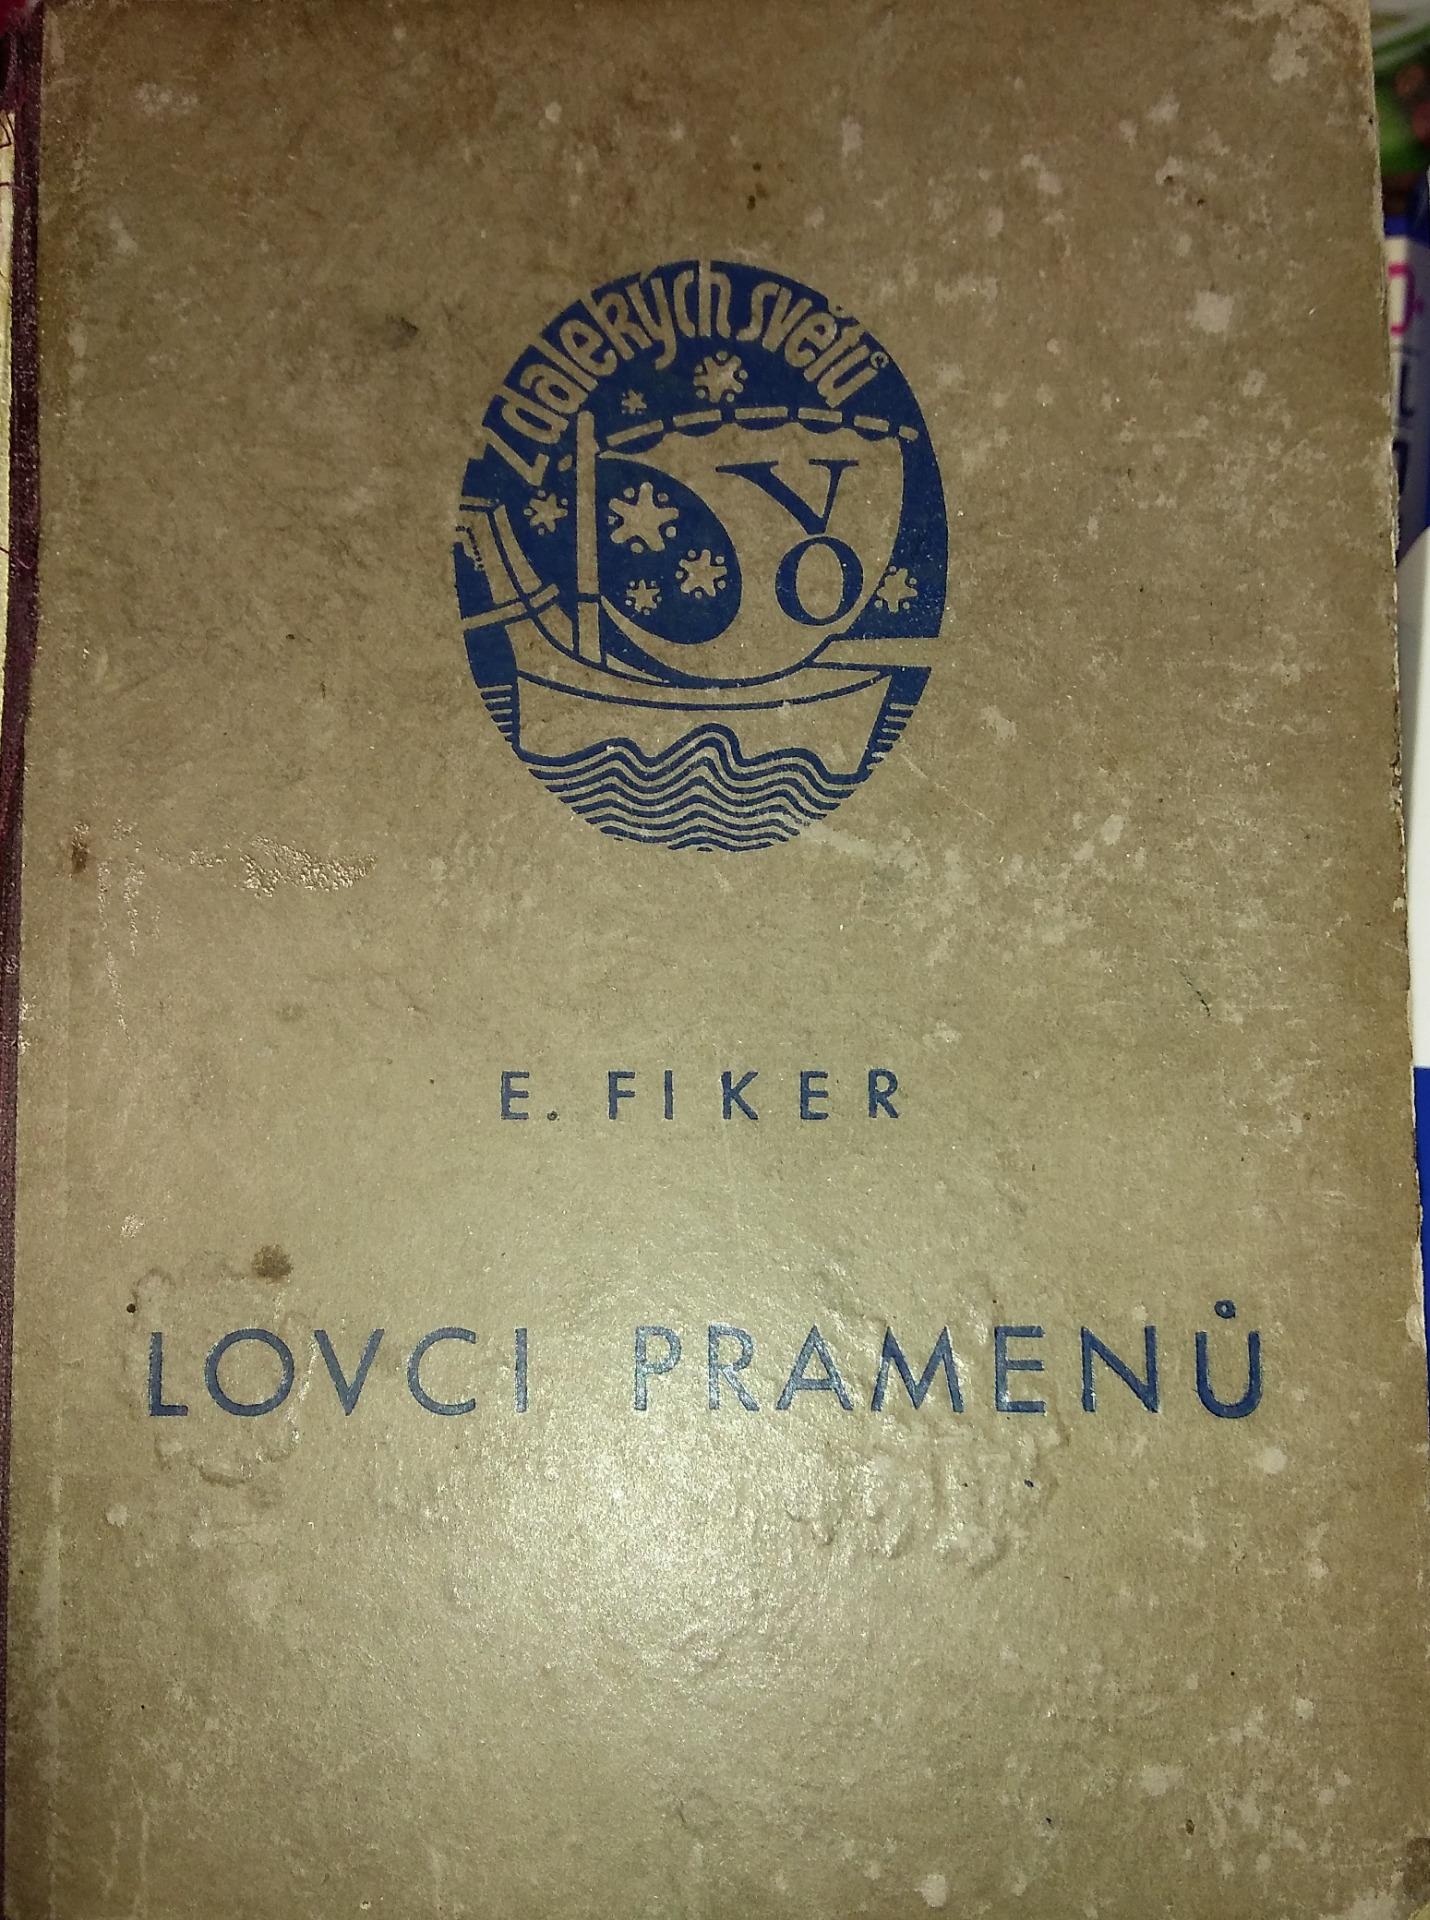 Z dalekých světů
VO
E. FIKER
LOVCI PRAMENŮ